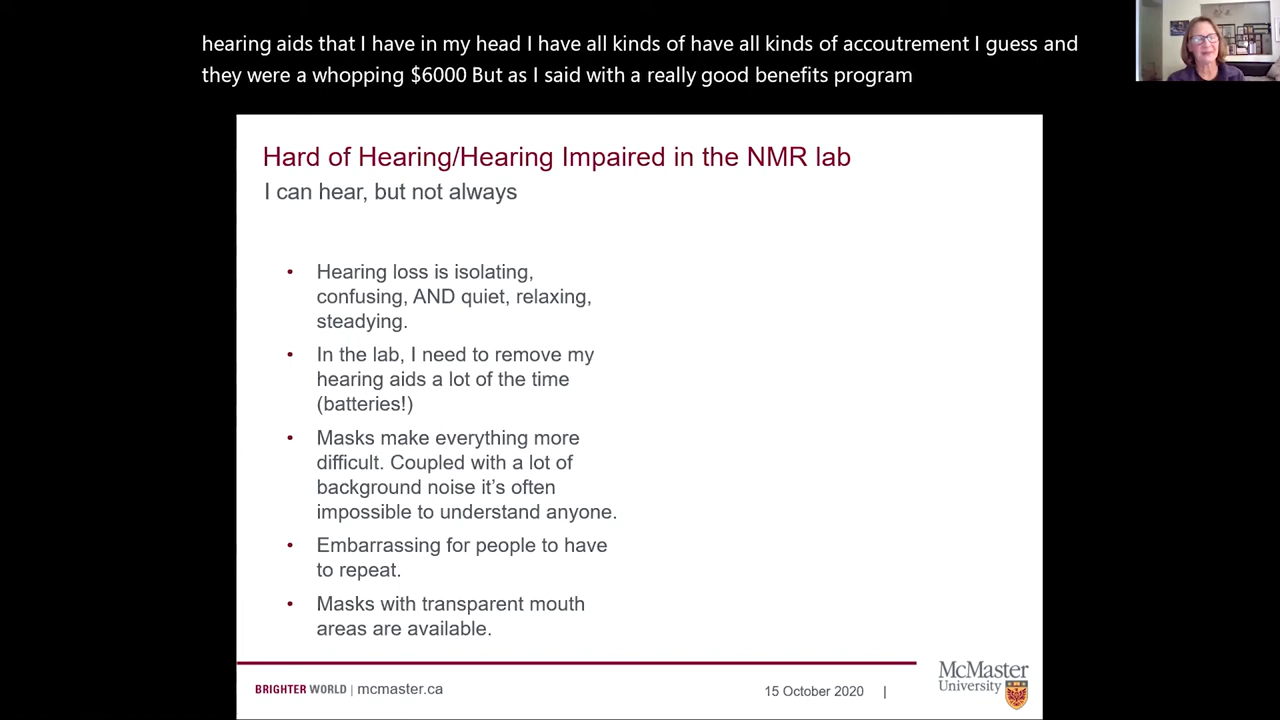 hearing aids that I have in my head I have all kinds of have all kinds of accoutrement I guess and
they were a whopping $6000 But as I said with a really good benefits program
Hard of Hearing/Hearing Impaired in the NMR lab
I can hear, but not always
• Hearing loss is isolating,
confusing, AND quiet, relaxing,
steadying.
• In the lab, I need to remove my
hearing aids a lot of the time
(batteries!)
• Masks make everything more
difficult. Coupled with a lot of
background noise it’s often
impossible to understand anyone.
• Embarrassing for people to have
to repeat.
• Masks with transparent mouth
areas are available.
BRIGHTER WORLD | mcmaster.ca
15 October 2020 |
McMaster
University